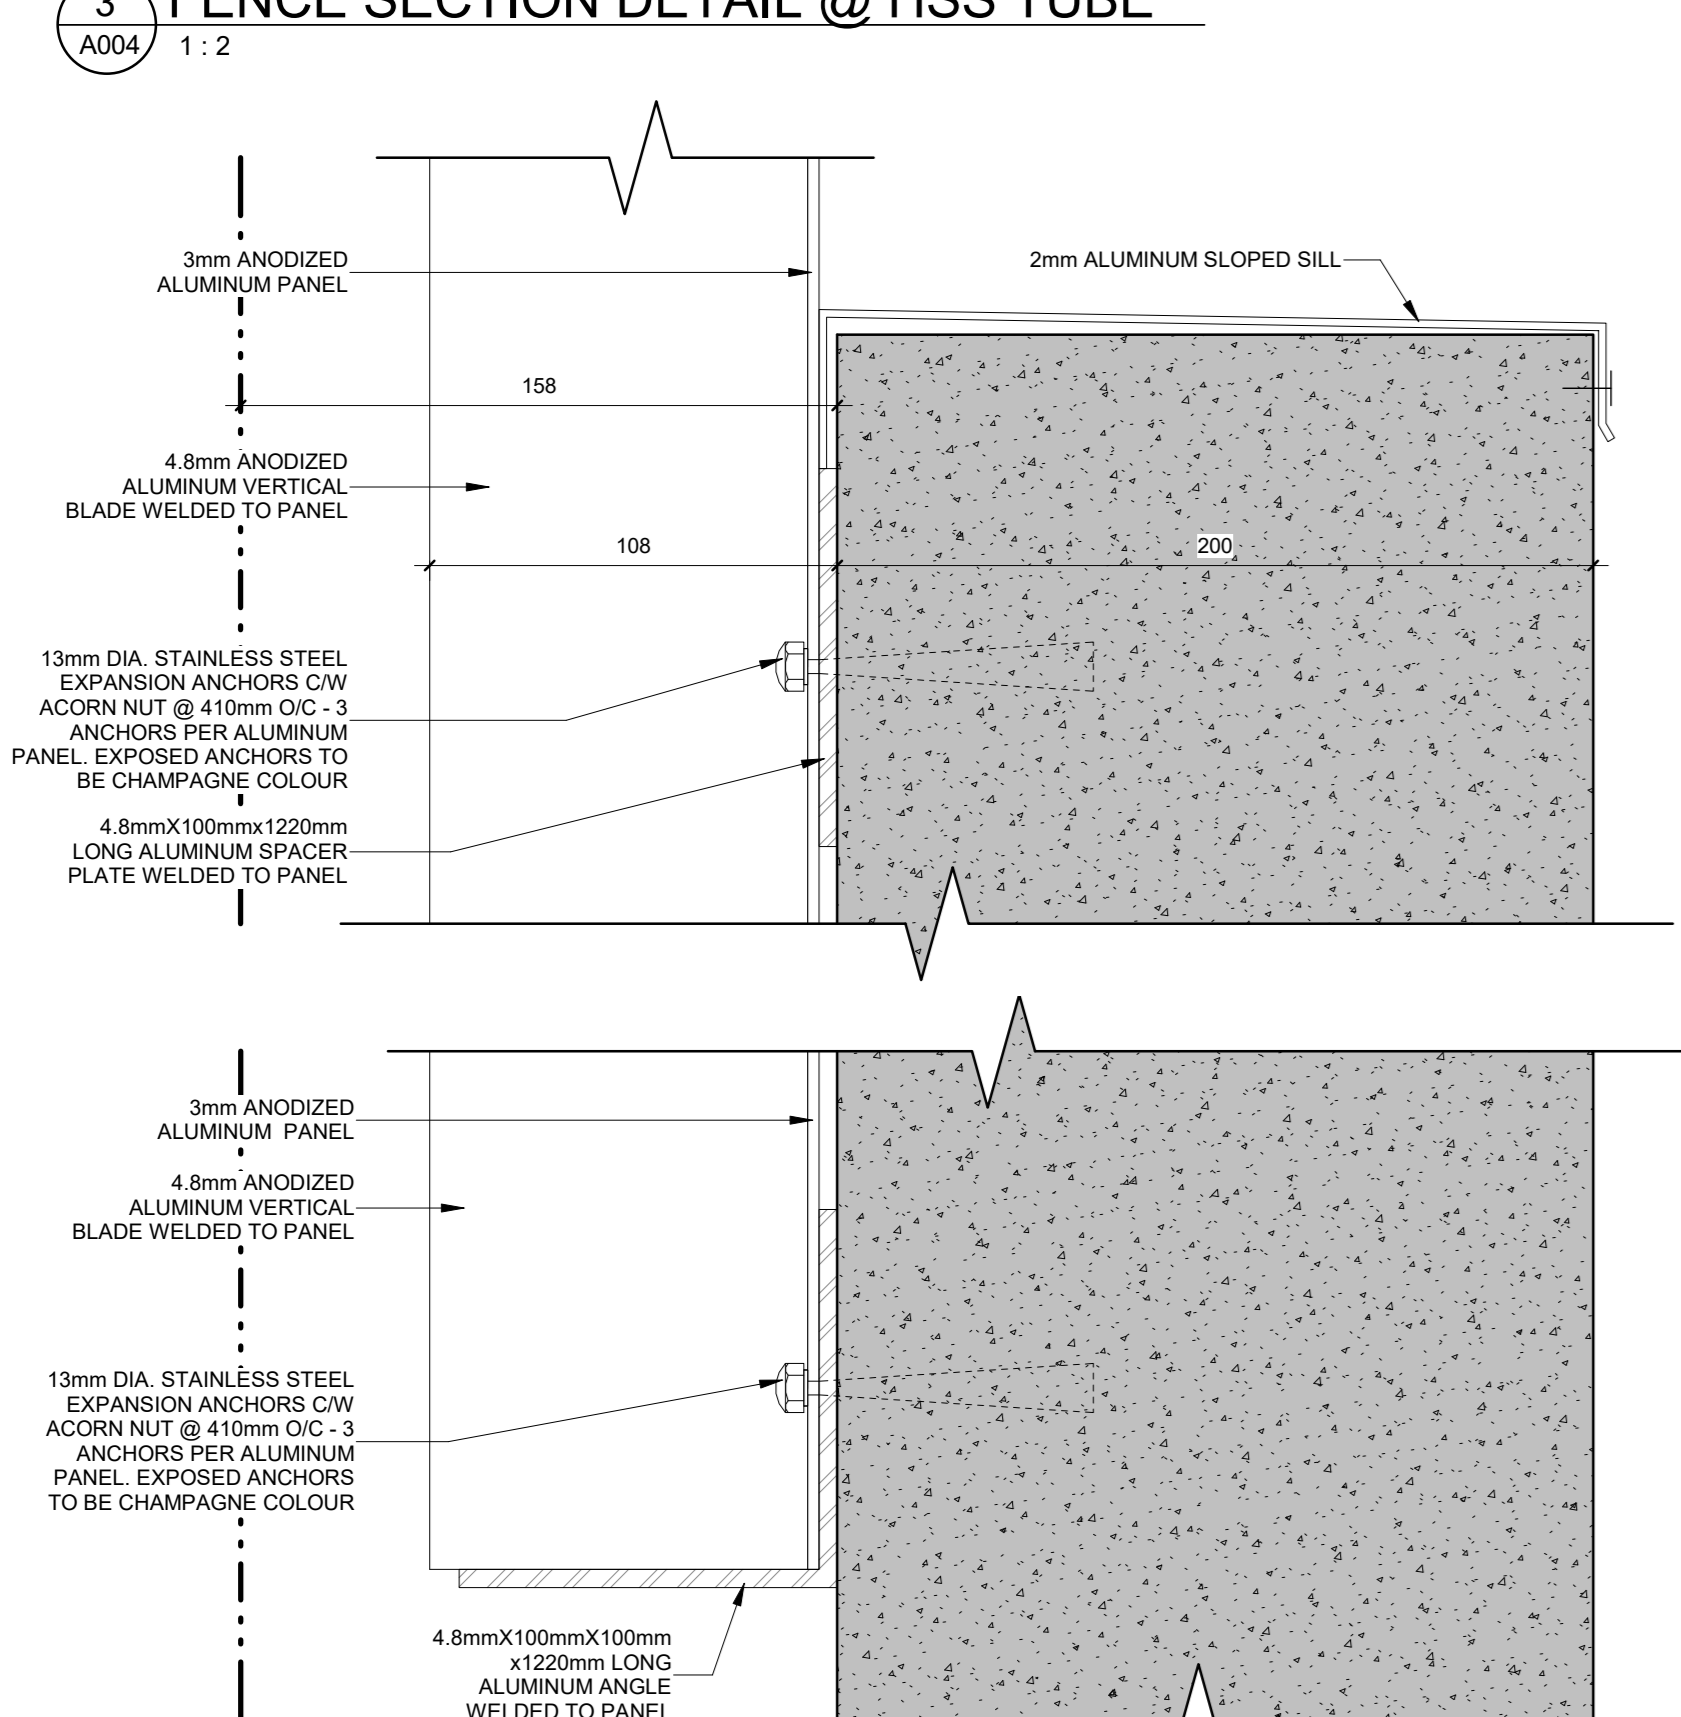 3
FENCE SECTION DETAIL @ HSS TUBE
A004
1 : 2
3mm ANODIZED
ALUMINUM PANEL
2mm ALUMINUM SLOPED SILL
158
4.8mm ANODIZED
ALUMINUM VERTICAL
BLADE WELDED TO PANEL
108
200
13mm DIA. STAINLESS STEEL
EXPANSION ANCHORS C/W
ACORN NUT @ 410mm O/C - 3
ANCHORS PER ALUMINUM
PANEL. EXPOSED ANCHORS TO
BE CHAMPAGNE COLOUR
4.8mmX100mmx1220mm
LONG ALUMINUM SPACER
PLATE WELDED TO PANEL
3mm ANODIZED
ALUMINUM PANEL
4.8mm ANODIZED
ALUMINUM VERTICAL
BLADE WELDED TO PANEL
13mm DIA. STAINLESS STEEL
EXPANSION ANCHORS C/W
ACORN NUT @ 410mm O/C - 3
ANCHORS PER ALUMINUM
PANEL. EXPOSED ANCHORS
TO BE CHAMPAGNE COLOUR
4.8mmX100mmX100mm
x1220mm LONG
ALUMINUM ANGLE
WELDED TO PANEL